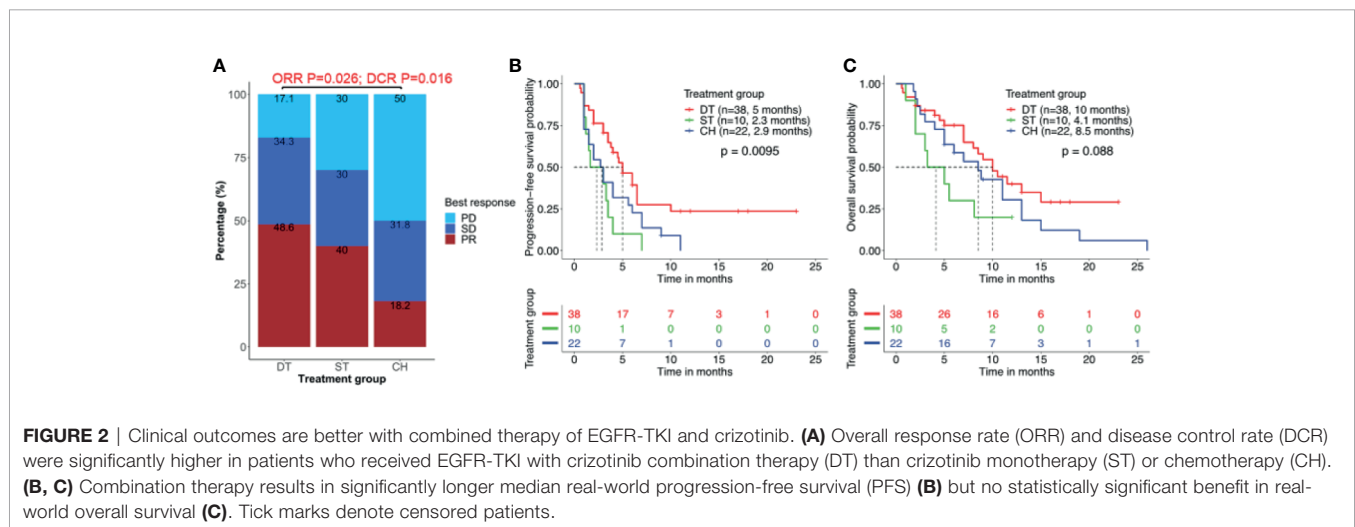 A
ORR P=0.026; DCR P=0.016
Percentage (%)
100
75
50
25
0
17.1
34.3
48.6
30
30
40
50
31.8
18.2
DT ST CH
Treatment group
Best response
PD
SD
PR
B
Progression-free survival probability
1.00
0.75
0.50
0.25
0.00
Treatment group
DT (n=38, 5 months)
ST (n=10, 2.3 months)
CH (n=22, 2.9 months)
p = 0.0095
0 5 10 15 20 25
Time in months
Treatment group
38 17 7 3 1 0
10 1 0 0 0 0
22 7 1 0 0 0
0 5 10 15 20 25
Time in months
C
Overall survival probability
1.00
0.75
0.50
0.25
0.00
Treatment group
DT (n=38, 10 months)
ST (n=10, 4.1 months)
CH (n=22, 8.5 months)
p = 0.088
0 5 10 15 20 25
Time in months
Treatment group
38 26 16 6 1 0
10 5 2 0 0 0
22 16 7 3 1 1
0 5 10 15 20 25
Time in months
FIGURE 2 | Clinical outcomes are better with combined therapy of EGFR-TKI and crizotinib. (A) Overall response rate (ORR) and disease control rate (DCR)
were significantly higher in patients who received EGFR-TKI with crizotinib combination therapy (DT) than crizotinib monotherapy (ST) or chemotherapy (CH).
(B, C) Combination therapy results in significantly longer median real-world progression-free survival (PFS) (B) but no statistically significant benefit in real-
world overall survival (C). Tick marks denote censored patients.